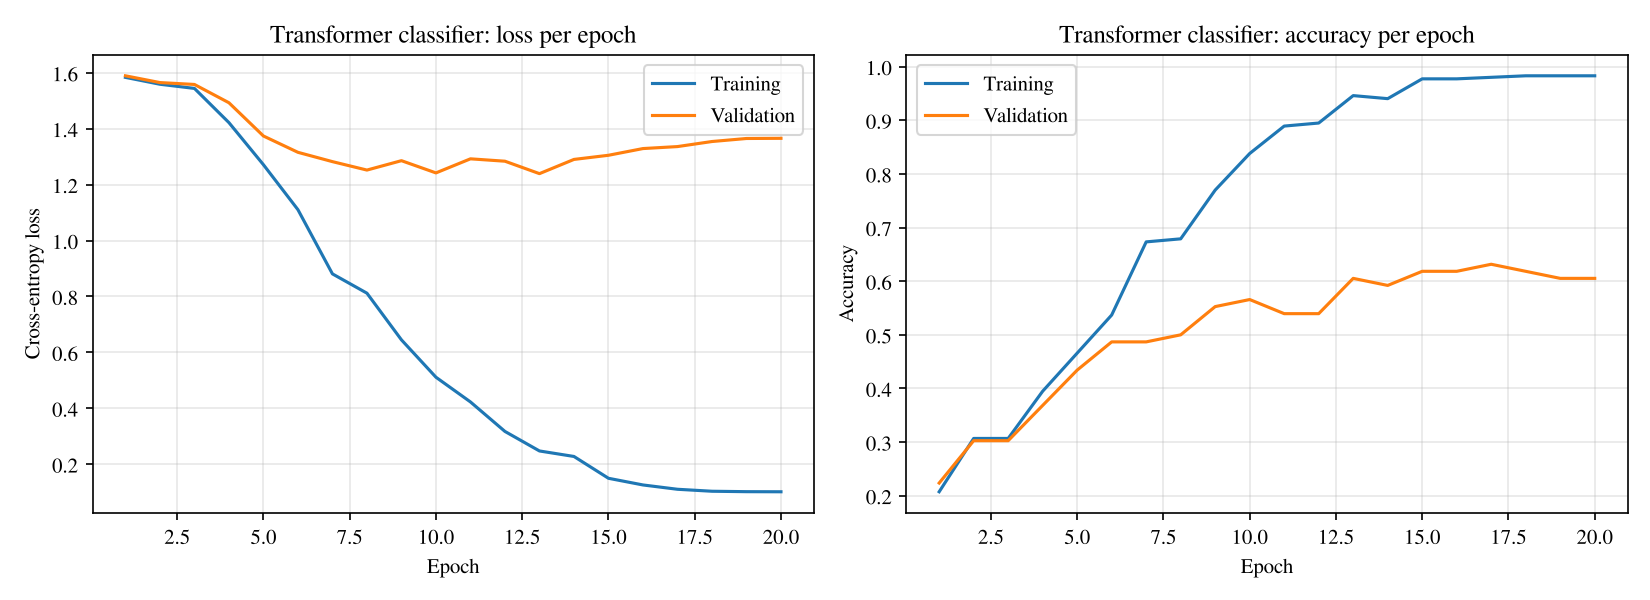 Transformer classifier: loss per epoch
Training
Validation
Cross-entropy loss
1.6
1.4
1.2
1.0
0.8
0.6
0.4
0.2
2.5 5.0 7.5 10.0 12.5 15.0 17.5 20.0
Epoch
Transformer classifier: accuracy per epoch
Training
Validation
Accuracy
1.0
0.9
0.8
0.7
0.6
0.5
0.4
0.3
0.2
2.5 5.0 7.5 10.0 12.5 15.0 17.5 20.0
Epoch